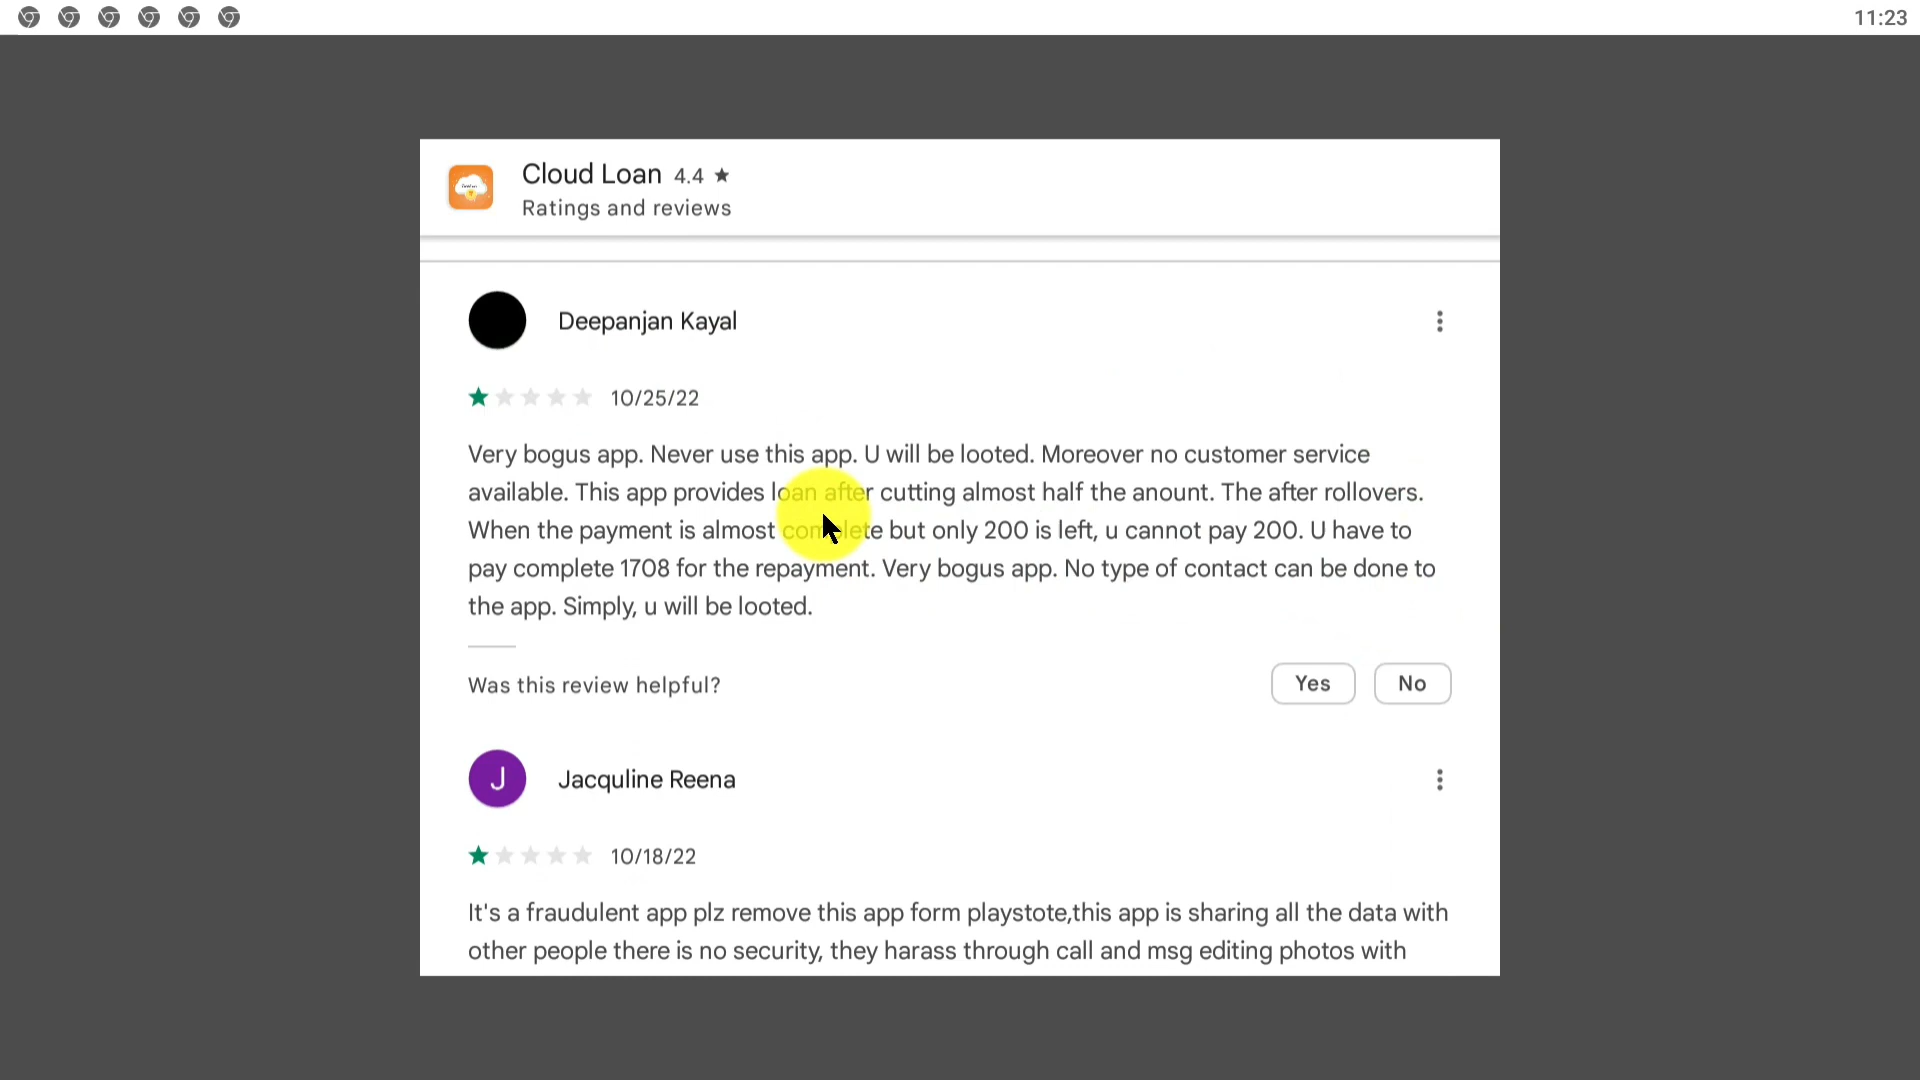 11:23
Cloud Loan 4.4 ★
Ratings and reviews
Deepanjan Kayal
10/25/22
Very bogus app. Never use this app. U will be looted. Moreover no customer service
available. This app provides loan after cutting almost half the anount. The after rollovers.
When the payment is almost complete but only 200 is left, u cannot pay 200. U have to
pay complete 1708 for the repayment. Very bogus app. No type of contact can be done to
the app. Simply, u will be looted.
Was this review helpful?
Yes No
J
Jacquline Reena
10/18/22
It's a fraudulent app plz remove this app form playstote,this app is sharing all the data with
other people there is no security, they harass through call and msg editing photos with